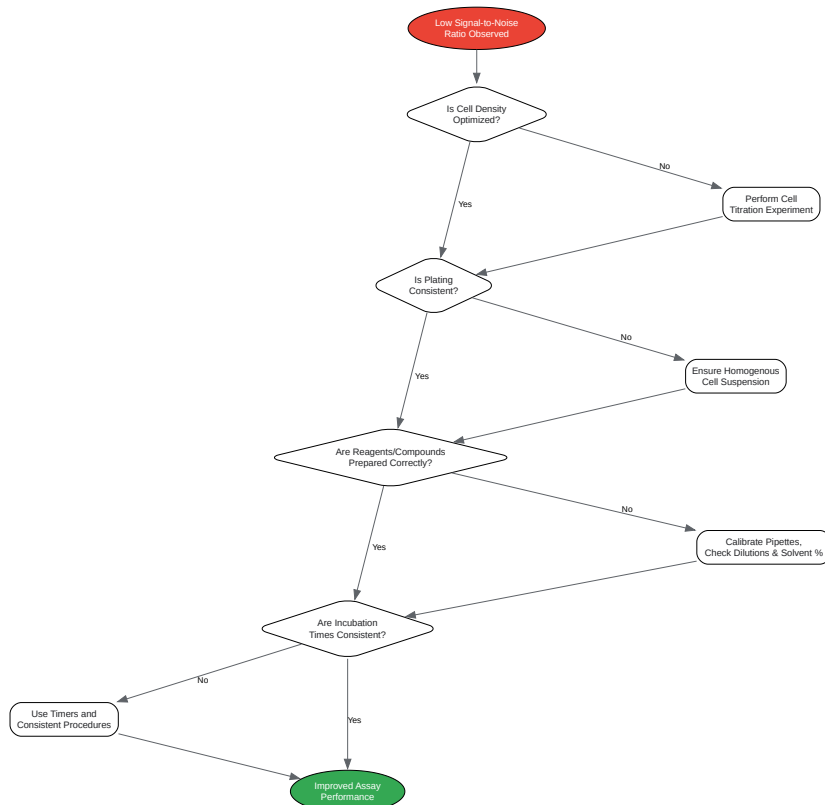 Low Signal-to-Noise
Ratio Observed
Is Cell Density
Optimized?
No
Yes
Perform Cell
Titration Experiment
Is Plating
Consistent?
No
Yes
Ensure Homogenous
Cell Suspension
Are Reagents/Compounds
Prepared Correctly?
No
Yes
Calibrate Pipettes,
Check Dilutions & Solvent %
Are Incubation
Times Consistent?
No
Yes
Use Timers and
Consistent Procedures
Improved Assay
Performance